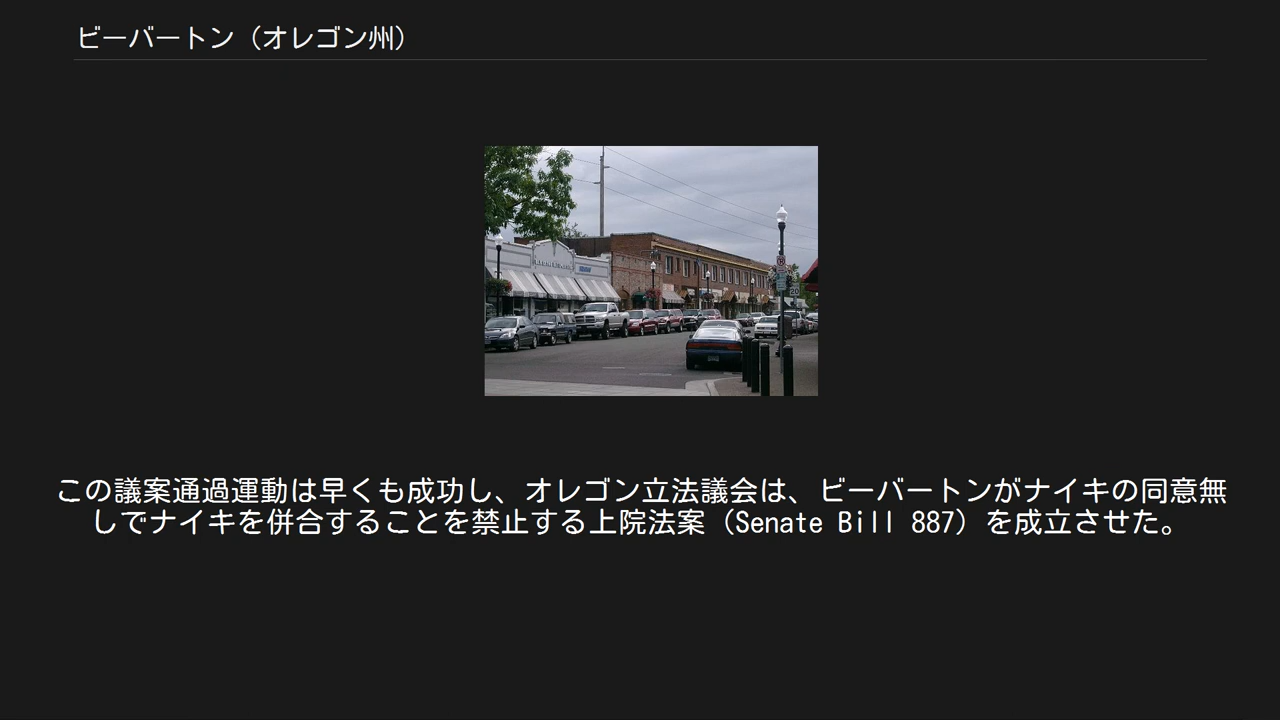 ビーバートン（オレゴン州）
この議案通過運動は早くも成功し、オレゴン立法議会は、ビーバートンがナイキの同意無
しでナイキを併合することを禁止する上院法案（Senate Bill 887）を成立させた。